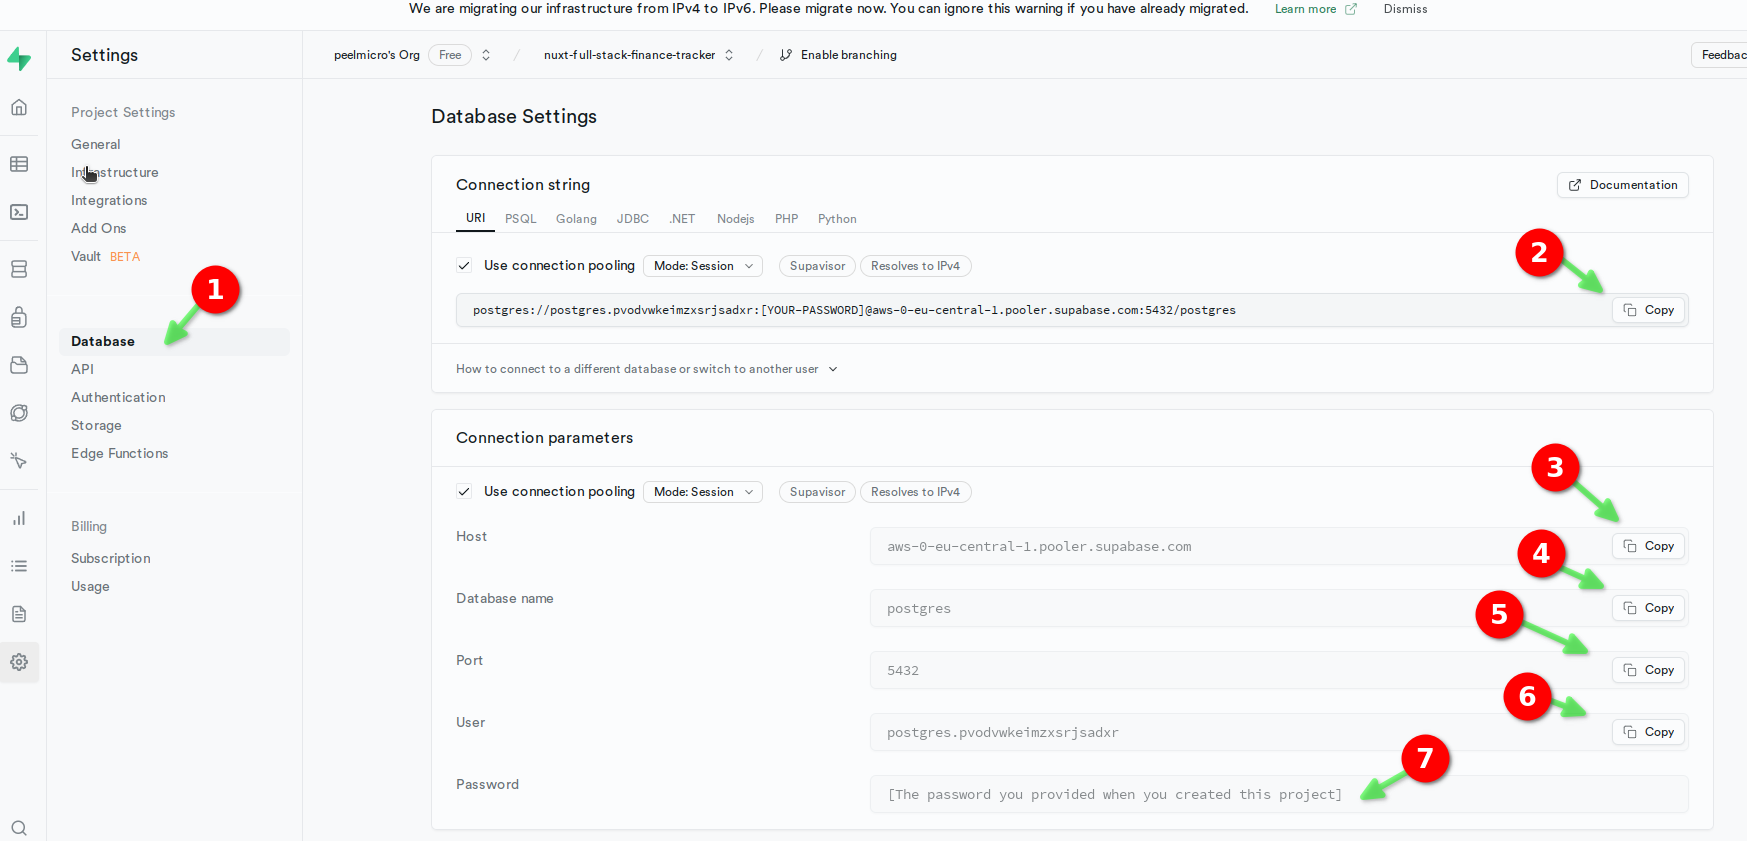 We are migrating our infrastructure from IPv4 to IPv6. Please migrate now. You can ignore this warning if you have already migrated. Learn more Dismiss
Settings
peelmicro's Org Free / nuxt-full-stack-finance-tracker / Enable branching
Feedbac
Project Settings
General
Infrastructure
Integrations
Add Ons
Vault BETA
1
Database
API
Authentication
Storage
Edge Functions
Billing
Subscription
Usage
Database Settings
Connection string
Documentation
URI PSQL Golang JDBC .NET Nodejs PHP Python
2
Use connection pooling Mode: Session Supavisor Resolves to IPv4
postgres://postgres.pvodvwkeimzxsrjsadxr:[YOUR-PASSWORD]@aws-0-eu-central-1.pooler.supabase.com:5432/postgres Copy
How to connect to a different database or switch to another user
Connection parameters
3
Use connection pooling Mode: Session Supavisor Resolves to IPv4
Host aws-0-eu-central-1.pooler.supabase.com Copy
4
Database name postgres Copy
5
Port 5432 Copy
6
User postgres.pvodvwkeimzxsrjsadxr Copy
7
Password [The password you provided when you created this project]